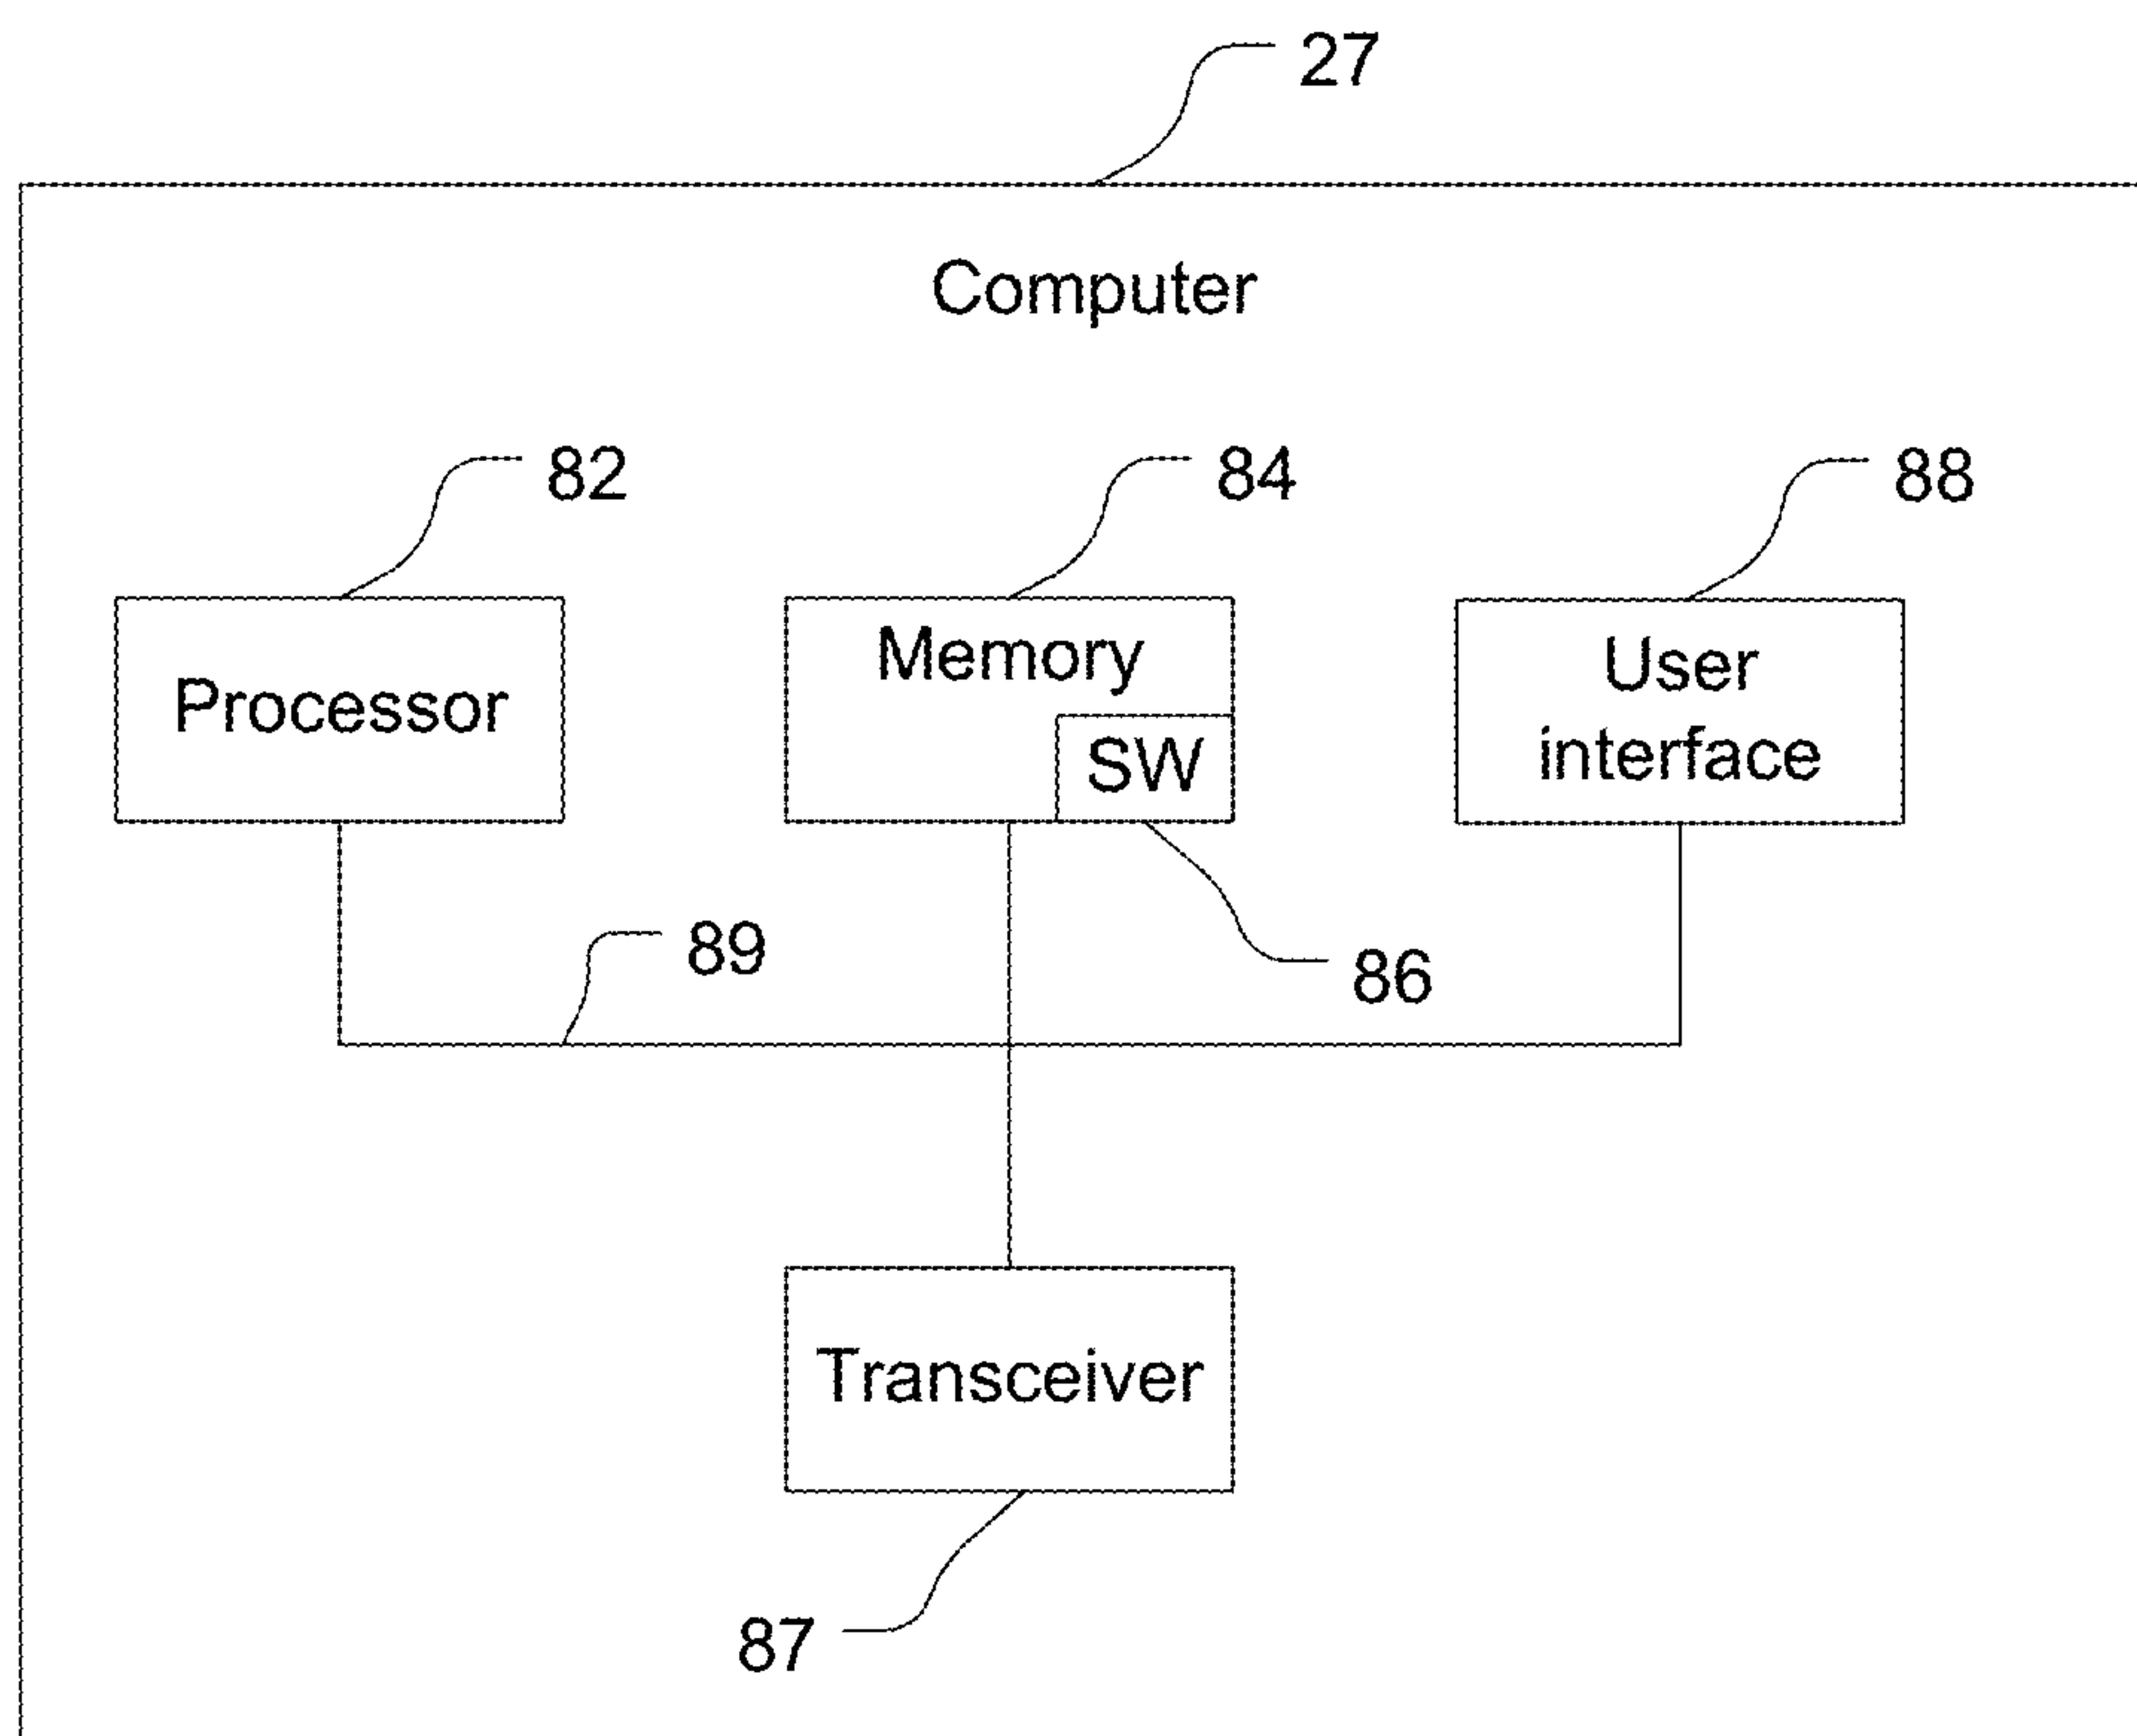 27
Computer
82
84
88
Processor
Memory
SW
User
interface
89
86
Transceiver
87